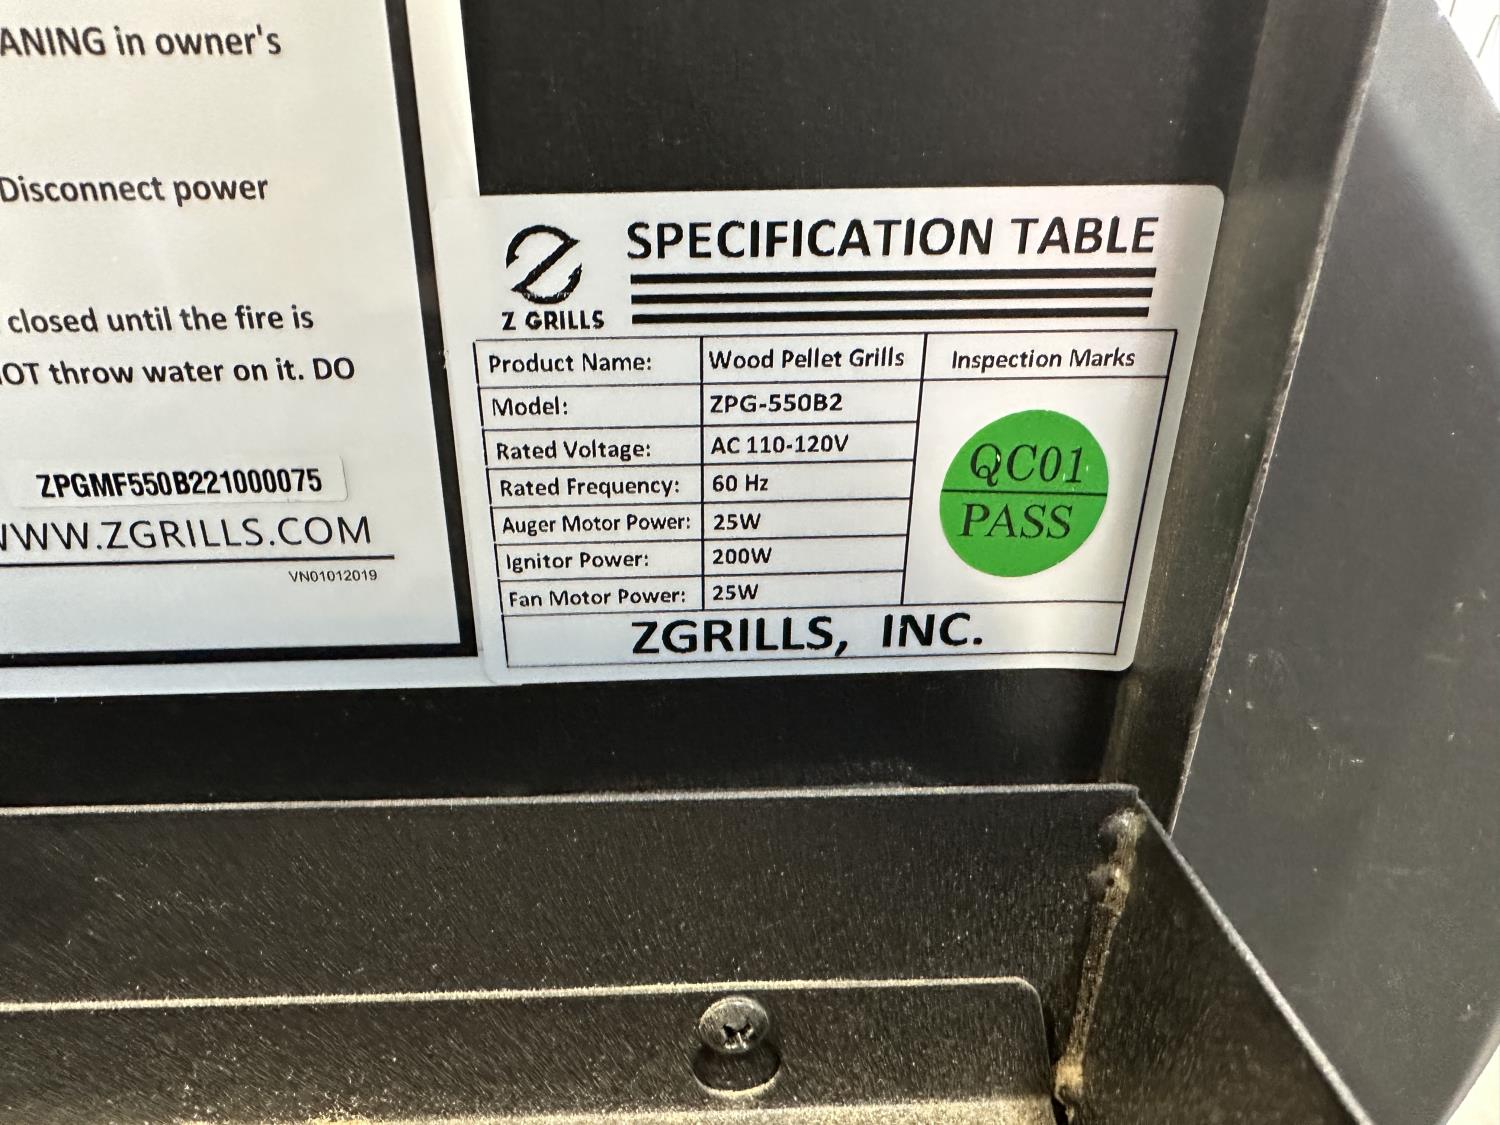 ANING in owner's
Disconnect power
closed until the fire is
OT throw water on it. DO
ZPGMF550B221000075
WWW.ZGRILLS.COM
VN01012019
Z GRILLS
SPECIFICATION TABLE
Product Name: Wood Pellet Grills Inspection Marks
Model: ZPG-550B2
Rated Voltage: AC 110-120V
Rated Frequency: 60 Hz
Auger Motor Power: 25W
Ignitor Power: 200W
Fan Motor Power: 25W
QC01
PASS
ZGRILLS, INC.